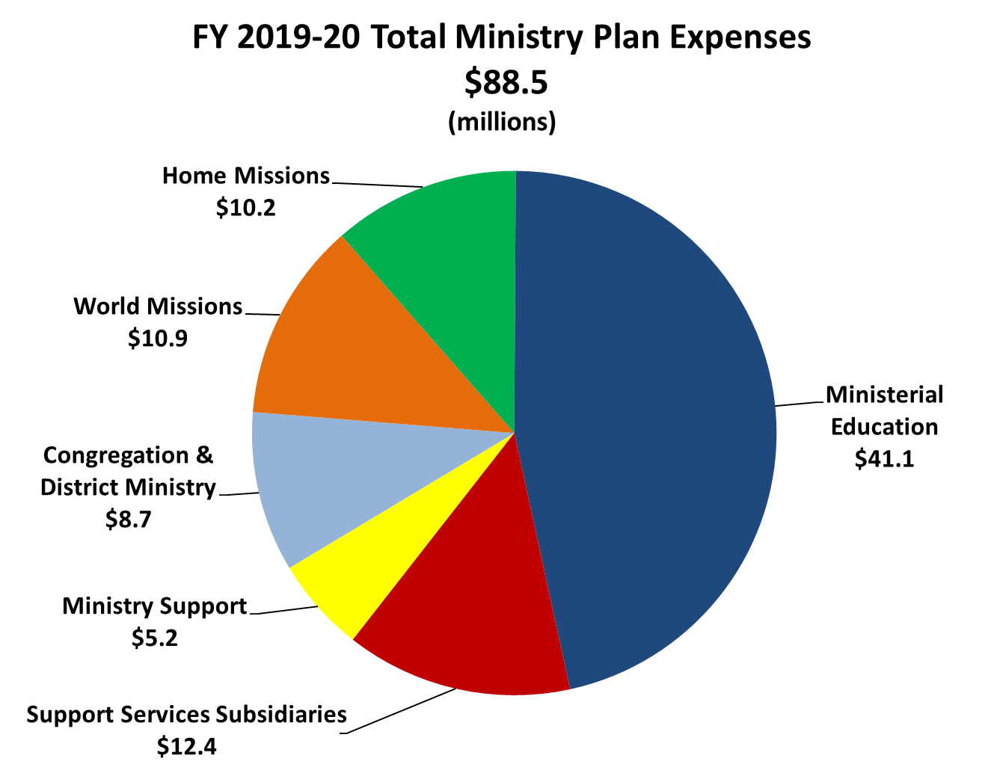 FY 2019-20 Total Ministry Plan Expenses
$88.5
(millions)
Home Missions
$10.2
World Missions
$10.9
Ministerial
Education
$41.1
Congregation &
District Ministry
$8.7
Ministry Support
$5.2
Support Services Subsidiaries
$12.4